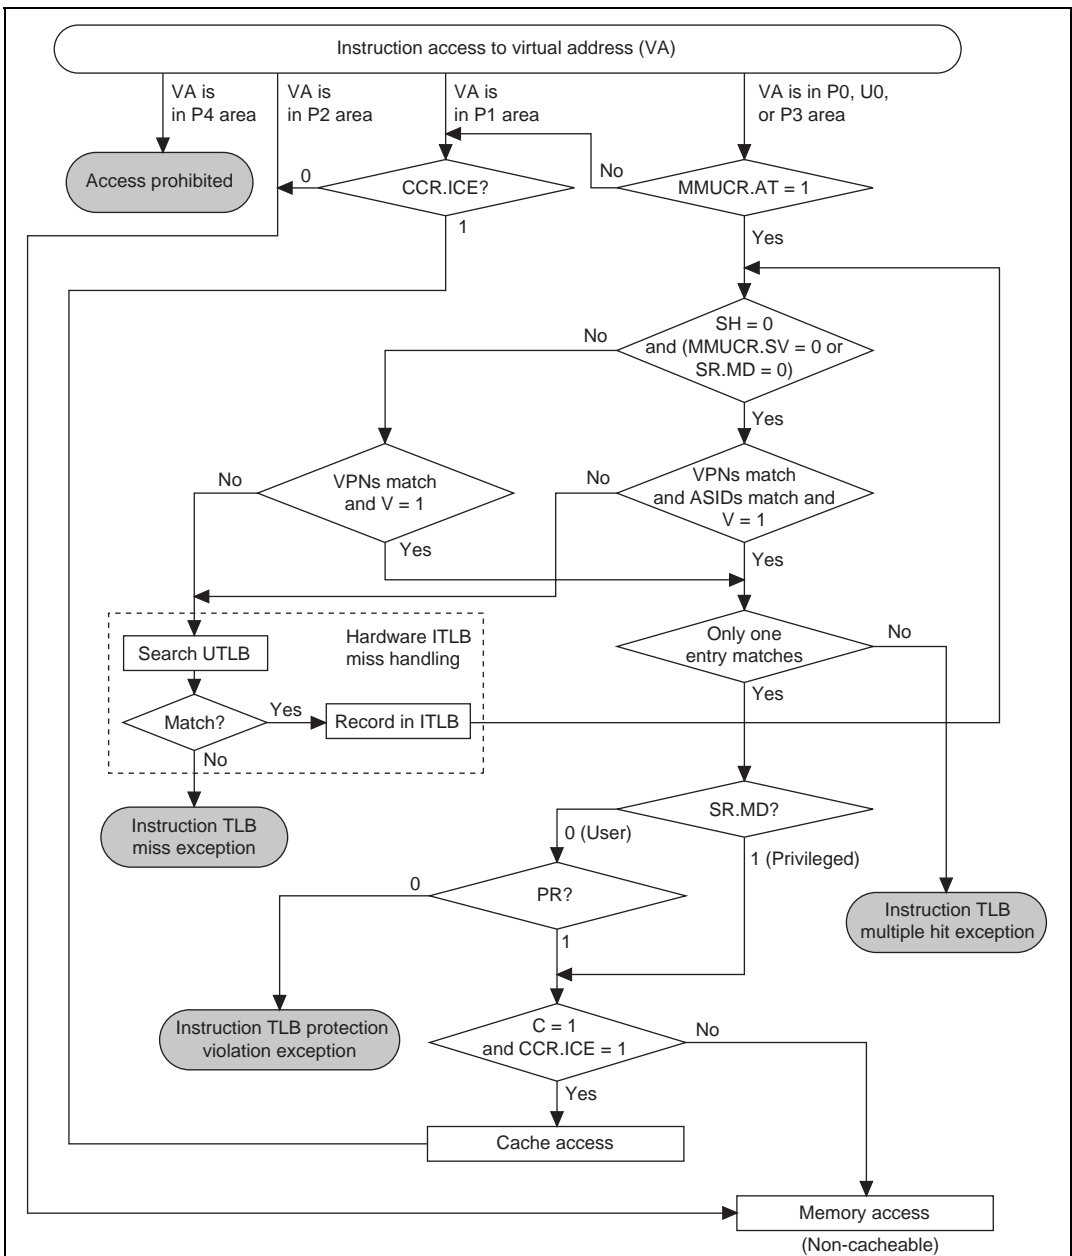 Instruction access to virtual address (VA)
VA is
in P4 area
VA is
in P2 area
VA is
in P1 area
VA is in P0, U0,
or P3 area
Access prohibited
0
CCR.ICE?
No
MMUCR.AT = 1
1
Yes
SH = 0
and (MMUCR.SV = 0 or
SR.MD = 0)
No
Yes
No
VPNs match
and V = 1
No
VPNs match
and ASIDs match and
V = 1
Yes
Yes
Hardware ITLB
miss handling
Search UTLB
Only one
entry matches
No
Match?
Yes
Record in ITLB
Yes
No
Instruction TLB
miss exception
SR.MD?
0 (User)
1 (Privileged)
0
PR?
1
Instruction TLB
multiple hit exception
Instruction TLB protection
violation exception
C = 1
and CCR.ICE = 1
No
Yes
Cache access
Memory access
(Non-cacheable)